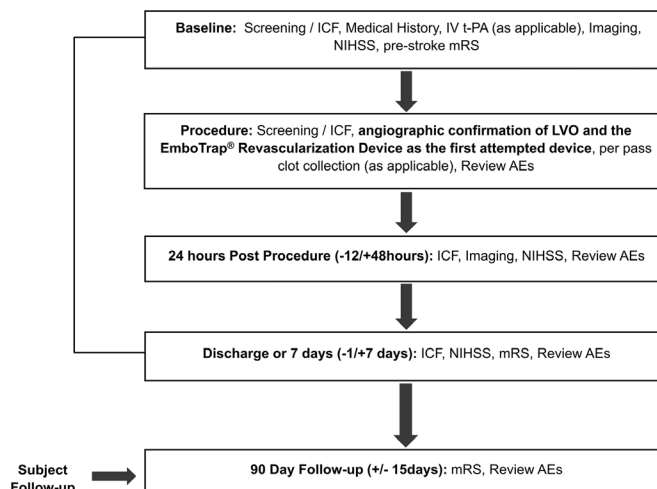 Baseline: Screening / ICF, Medical History, IV t-PA (as applicable), Imaging,
NIHSS, pre-stroke mRS
Procedure: Screening / ICF, angiographic confirmation of LVO and the
EmboTrap® Revascularization Device as the first attempted device, per pass
clot collection (as applicable), Review AEs
24 hours Post Procedure (-12/+48hours): ICF, Imaging, NIHSS, Review AEs
Discharge or 7 days (-1/+7 days): ICF, NIHSS, mRS, Review AEs
90 Day Follow-up (+/- 15days): mRS, Review AEs
Subject
Follow-up